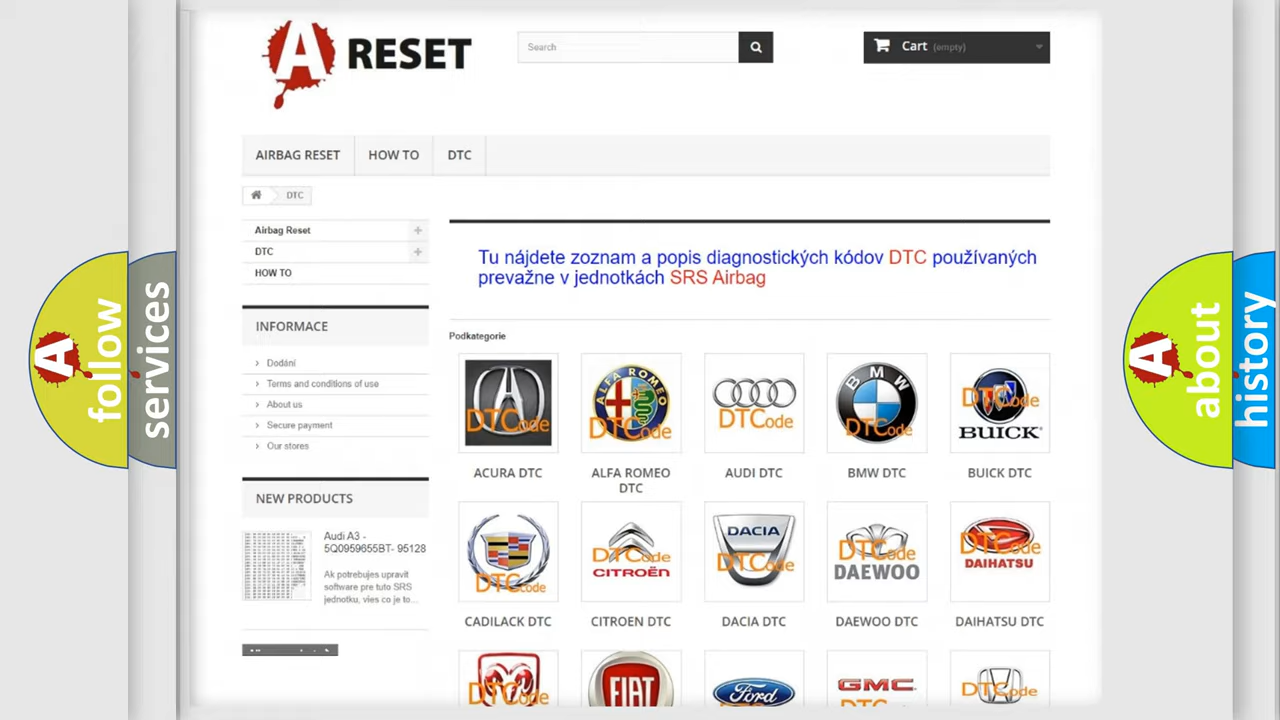 A RESET
Search
Cart (empty)
AIRBAG RESET
HOW TO
DTC
DTC
Airbag Reset
DTC
HOW TO
INFORMACE
Dodání
Terms and conditions of use
About us
Secure payment
Our stores
NEW PRODUCTS
Audi A3 -
5Q0959655BT- 95128
Ak potrebujes upravit
software pre tuto SRS
jednotku, vies co je to...
Tu nájdete zoznam a popis diagnostických kódov DTC používaných
prevažne v jednotkách SRS Airbag
Podkategorie
DTCode
ALFA ROMEO
DTCode
DTCode
BMW
DTCode
DTCode
BUICK
ACURA DTC
ALFA ROMEO
DTC
AUDI DTC
BMW DTC
BUICK DTC
DTCode
DTCode
CITROËN
DACIA
DTCode
DTCode
DAEWOO
DTCode
DAIHATSU
CADILACK DTC
CITROEN DTC
DACIA DTC
DAEWOO DTC
DAIHATSU DTC
DTCode
FIAT
Ford
GMC
DTCode
A follow
services
A about
history